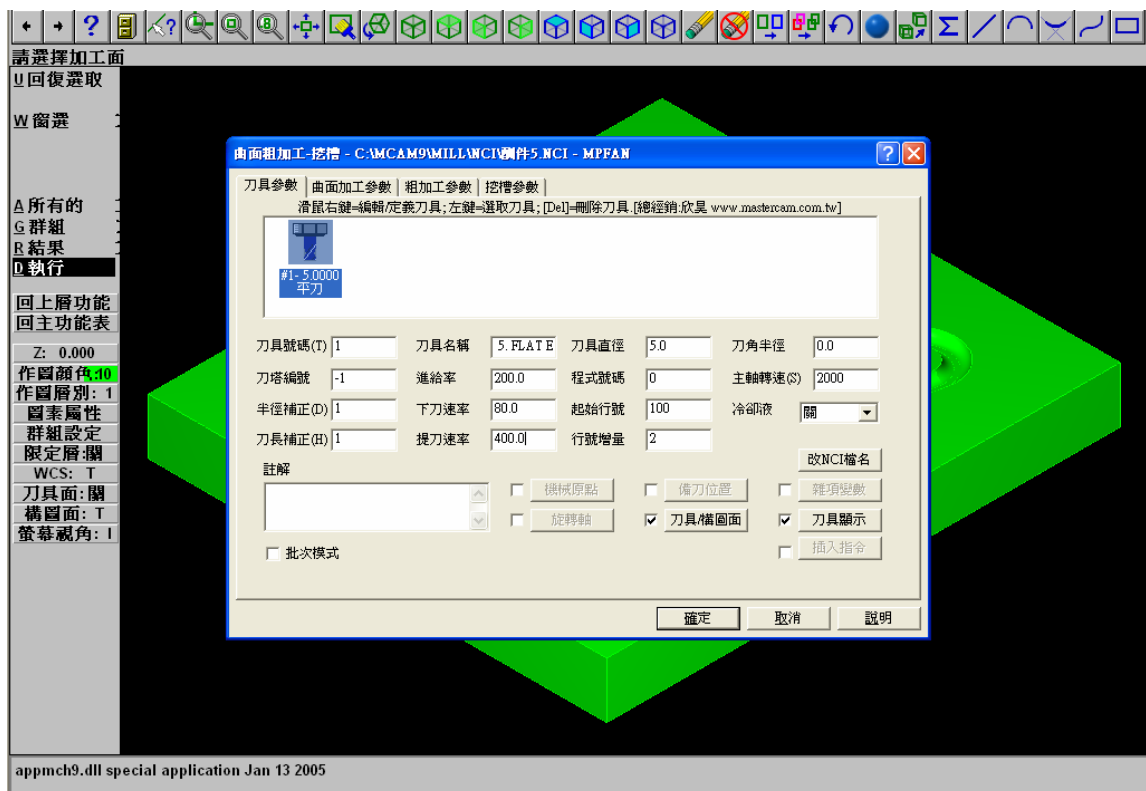 請選擇加工面
U回復選取
W窗選
A所有的
G群組
R結果
D執行
回上層功能
回主功能表
Z: 0.000
作圖顏色:10
作圖層別: 1
圖素屬性
群組設定
限定層:關
WCS: T
刀具面:關
構圖面: T
螢幕視角: I
曲面粗加工-挖槽 - C:\MCAM9\MILL\NCI\酬件5.NCI - MPFAN
刀具參數 曲面加工參數 粗加工參數 挖槽參數
滑鼠右鍵=編輯/定義刀具; 左鍵=選取刀具; [Del]=刪除刀具.[總經銷:欣昊 www.mastercam.com.tw]
#1- 5.0000
平刀
刀具號碼(T) 1 刀具名稱 5. FLAT E 刀具直徑 5.0 刀角半徑 0.0
刀塔編號 -1 進給率 200.0 程式號碼 0 主軸轉速(S) 2000
半徑補正(D) 1 下刀速率 80.0 起始行號 100 冷卻液 關
刀長補正(H) 1 提刀速率 400.0 行號增量 2
改NCI檔名
註解
機械原點 備刀位置 雜項變數
旋轉軸 刀具/構圖面 刀具顯示
批次模式 插入指令
確定 取消 說明
appmch9.dll special application Jan 13 2005